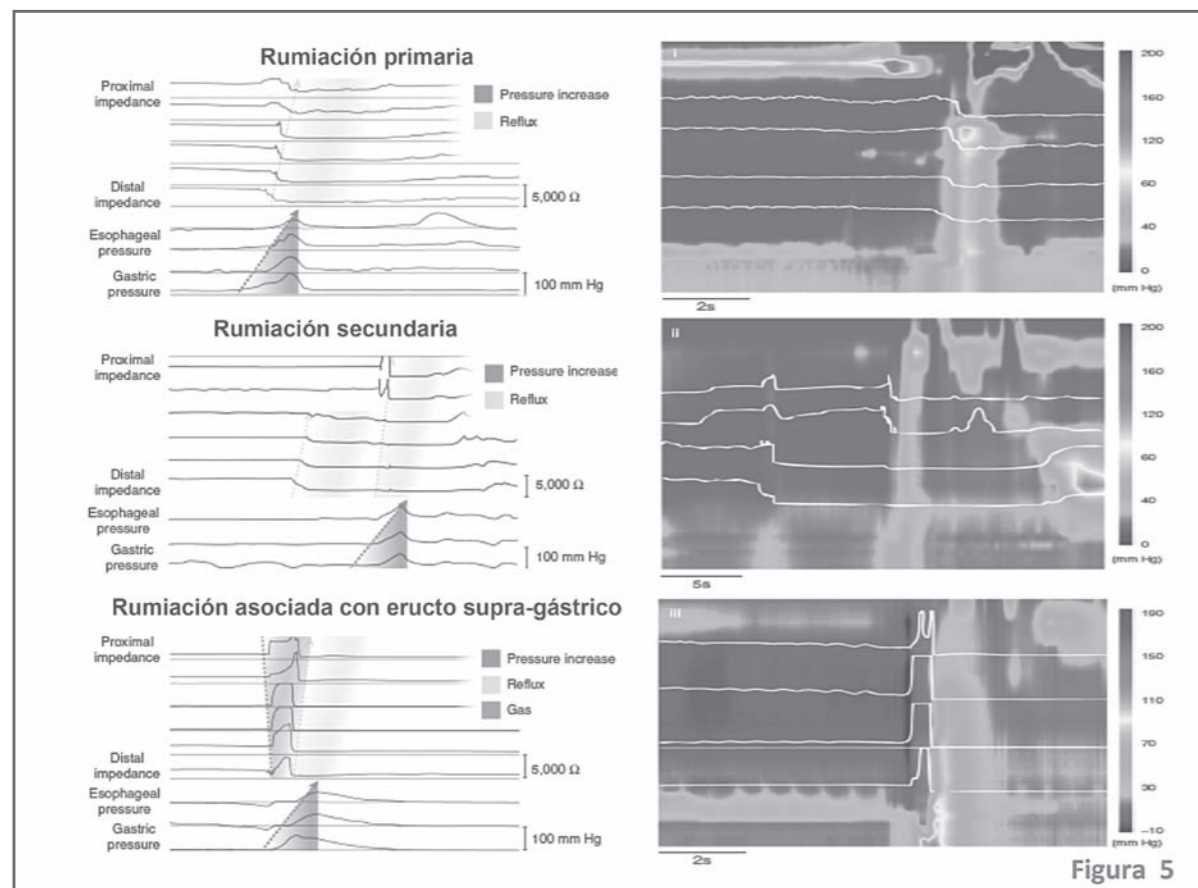 Rumiación primaria
Proximal
impedance
Pressure increase
Reflux
Distal
impedance
5,000 Ω
Esophageal
pressure
Gastric
pressure
100 mm Hg
i
200
160
120
60
40
0
(mm Hg)
2s
Rumiación secundaria
Proximal
impedance
Pressure increase
Reflux
Distal
impedance
5,000 Ω
Esophageal
pressure
Gastric
pressure
100 mm Hg
ii
200
160
120
60
40
0
(mm Hg)
5s
Rumiación asociada con eructo supra-gástrico
Proximal
impedance
Pressure increase
Reflux
Gas
Distal
impedance
5,000 Ω
Esophageal
pressure
Gastric
pressure
100 mm Hg
iii
190
150
110
70
30
–10
(mm Hg)
2s
Figura 5